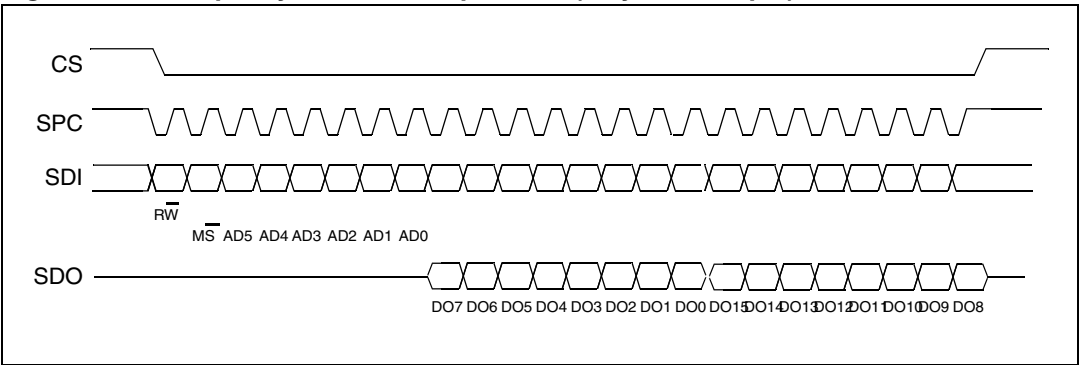 CS
SPC
SDI
RW
MS AD5 AD4 AD3 AD2 AD1 AD0
SDO
DO7 DO6 DO5 DO4 DO3 DO2 DO1 DO0 DO15 DO14 DO13 DO12 DO11 DO10 DO9 DO8